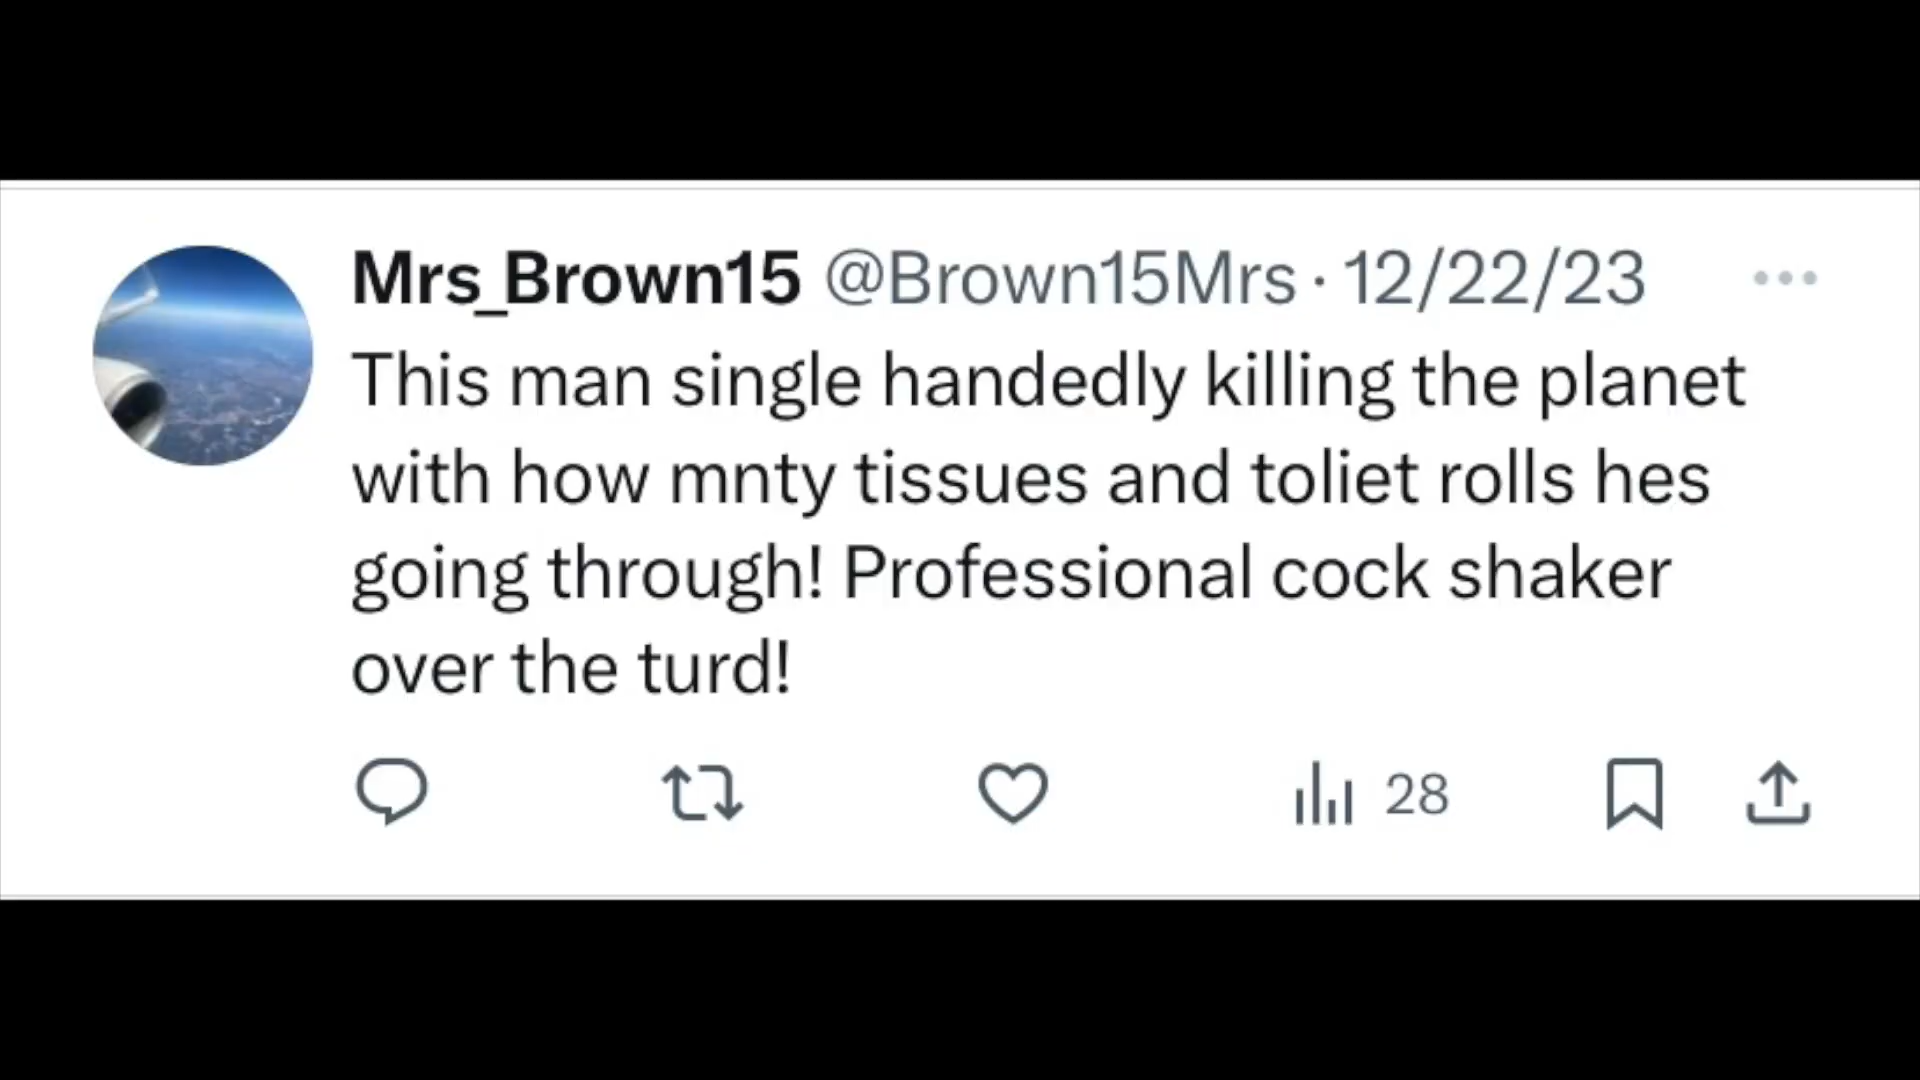 Mrs_Brown15 @Brown15Mrs · 12/22/23
This man single handedly killing the planet
with how mnty tissues and toliet rolls hes
going through! Professional cock shaker
over the turd!
28